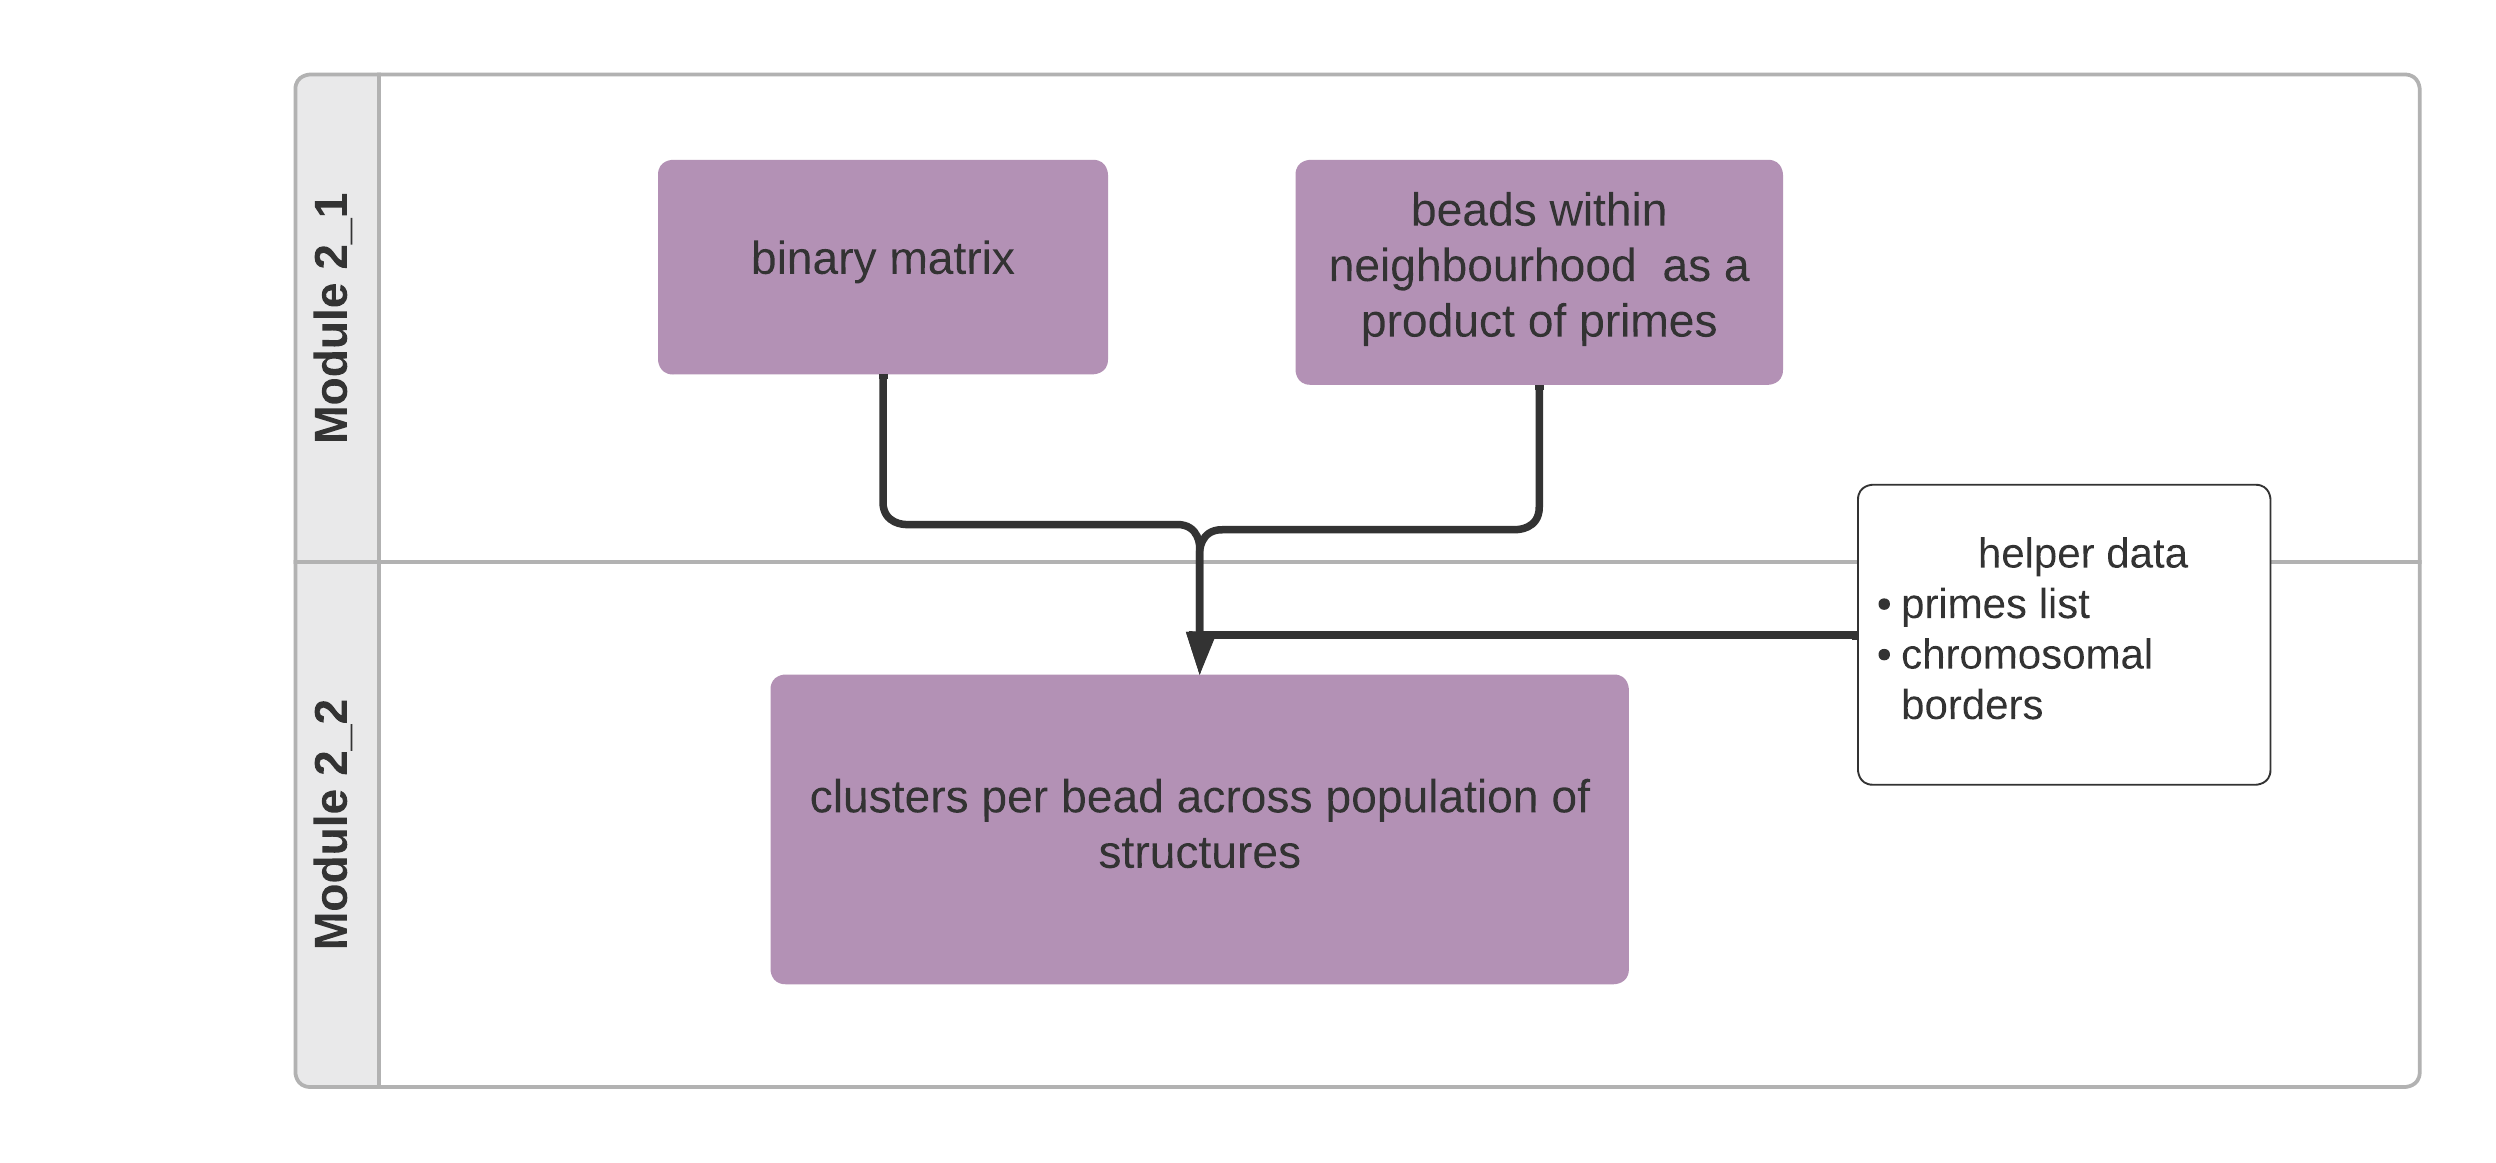 Module 2_1
binary matrix
beads within
neighbourhood  as a
product of primes
helper data
• primes list
• chromosomal
borders
Module 2_2
clusters per bead across population of
structures